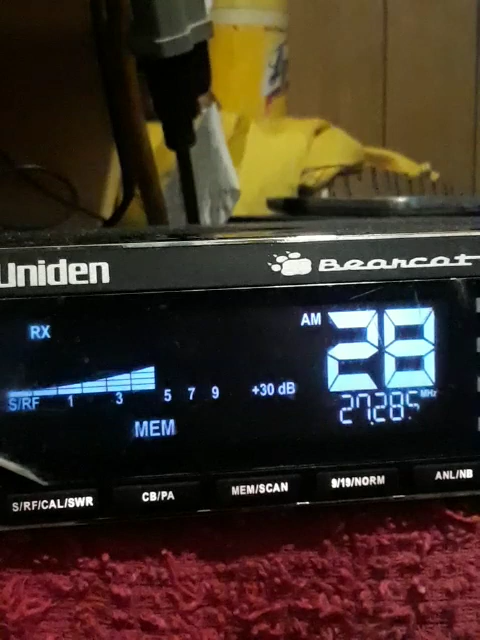 Uniden Bearcat
RX
AM 28
S/RF 1 3 5 7 9 +30 dB
27.285 MHz
MEM
S/RF/CAL/SWR CB/PA MEM/SCAN 9/19/NORM ANL/NB